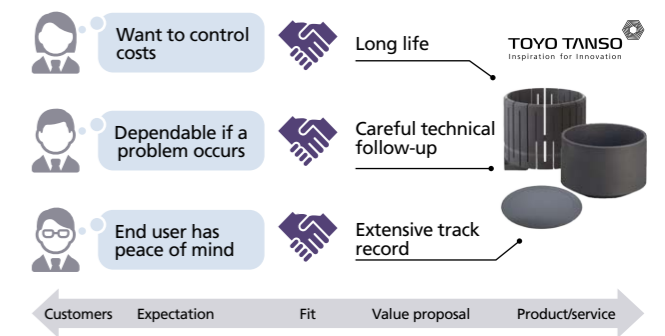 Want to control
costs
Long life
TOYO TANSO
Inspiration for Innovation
Dependable if a
problem occurs
Careful technical
follow-up
End user has
peace of mind
Extensive track
record
Customers Expectation Fit Value proposal Product/service